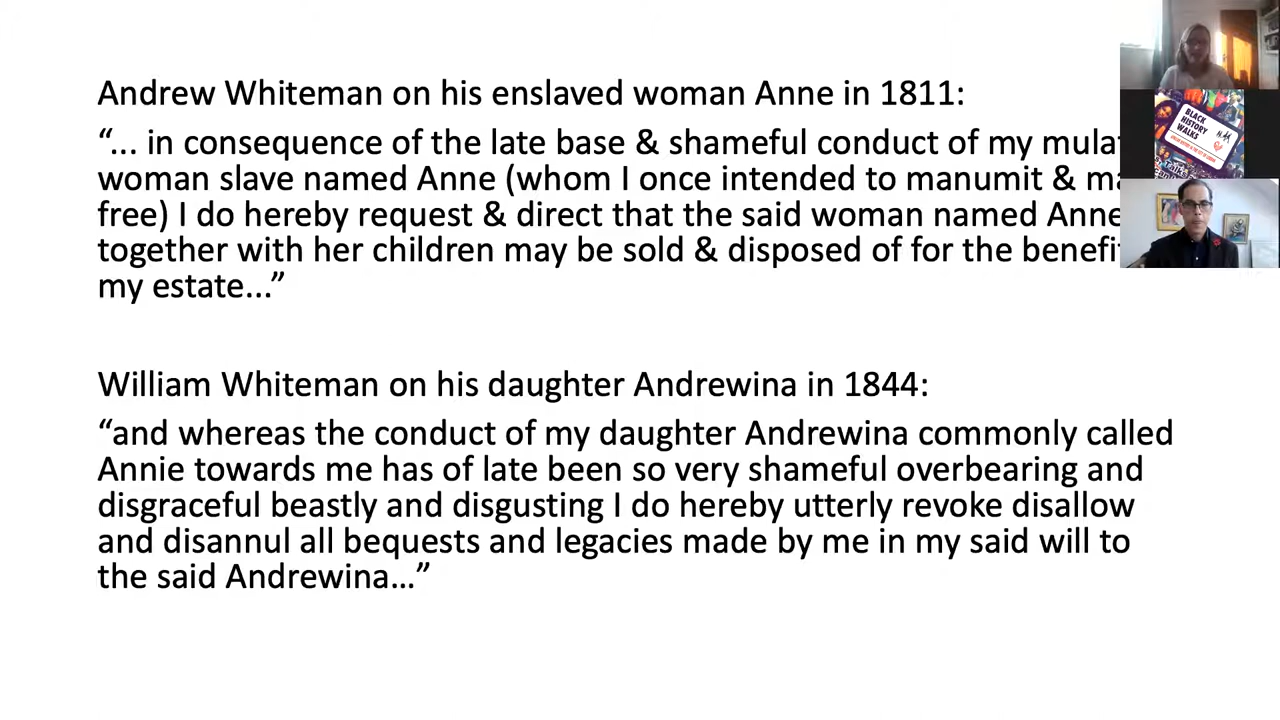 Andrew Whiteman on his enslaved woman Anne in 1811:
“... in consequence of the late base & shameful conduct of my
woman slave named Anne (whom I once intended to manumit &
free) I do hereby request & direct that the said woman named Anne
together with her children may be sold & disposed of for the
my estate...”
William Whiteman on his daughter Andrewina in 1844:
“and whereas the conduct of my daughter Andrewina commonly called
Annie towards me has of late been so very shameful overbearing and
disgraceful beastly and disgusting I do hereby utterly revoke disallow
and disannul all bequests and legacies made by me in my said will to
the said Andrewina...”
BLACK
HISTORY
WALKS